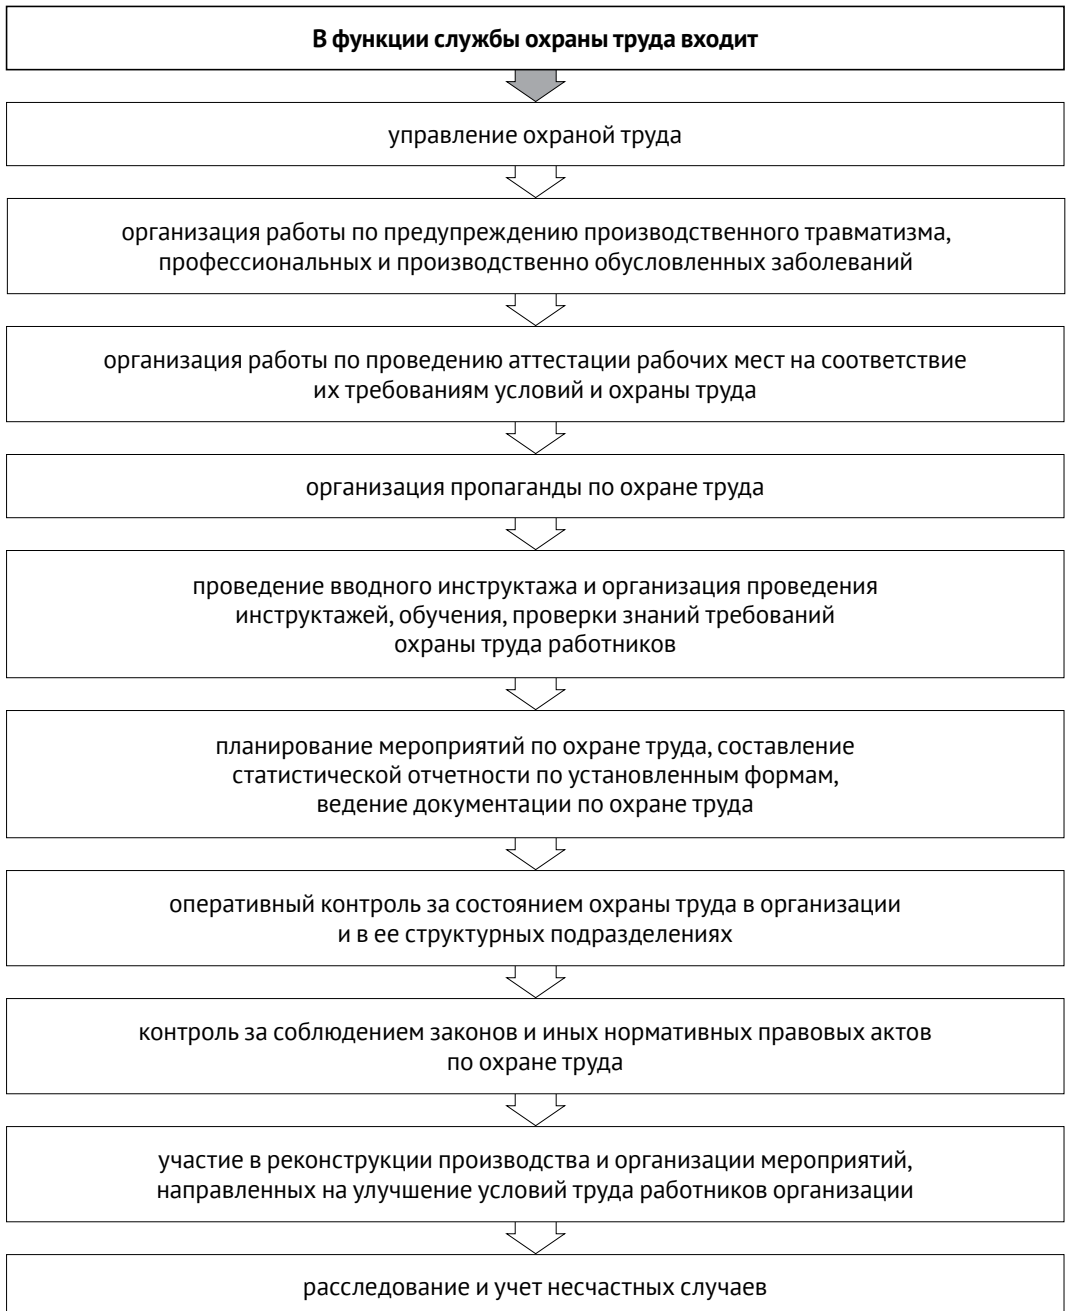 В функции службы охраны труда входит
управление охраной труда
организация работы по предупреждению производственного травматизма,
профессиональных и производственно обусловленных заболеваний
организация работы по проведению аттестации рабочих мест на соответствие
их требованиям условий и охраны труда
организация пропаганды по охране труда
проведение вводного инструктажа и организация проведения
инструктажей, обучения, проверки знаний требований
охраны труда работников
планирование мероприятий по охране труда, составление
статистической отчетности по установленным формам,
ведение документации по охране труда
оперативный контроль за состоянием охраны труда в организации
и в ее структурных подразделениях
контроль за соблюдением законов и иных нормативных правовых актов
по охране труда
участие в реконструкции производства и организации мероприятий,
направленных на улучшение условий труда работников организации
расследование и учет несчастных случаев